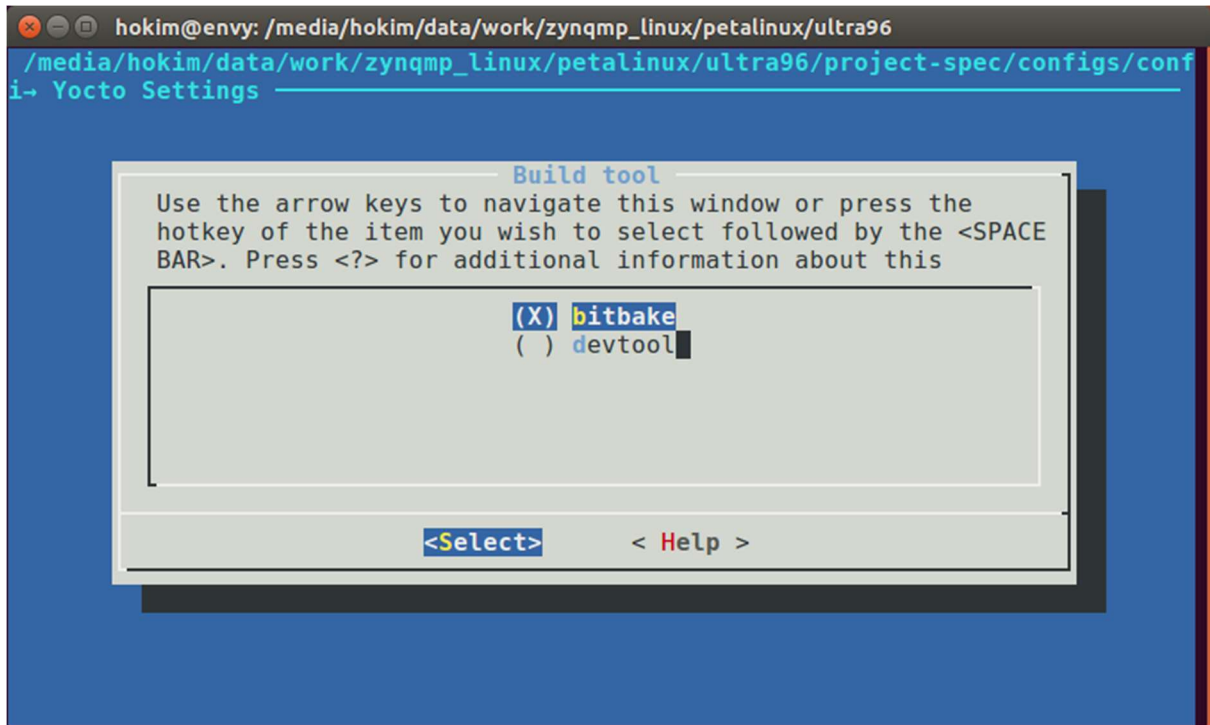 hokim@envy: /media/hokim/data/work/zynqmp_linux/petalinux/ultra96
/media/hokim/data/work/zynqmp_linux/petalinux/ultra96/project-spec/configs/conf
i→ Yocto Settings
Build tool
Use the arrow keys to navigate this window or press the
hotkey of the item you wish to select followed by the <SPACE
BAR>. Press <?> for additional information about this
(X) bitbake
( ) devtool
<Select> < Help >